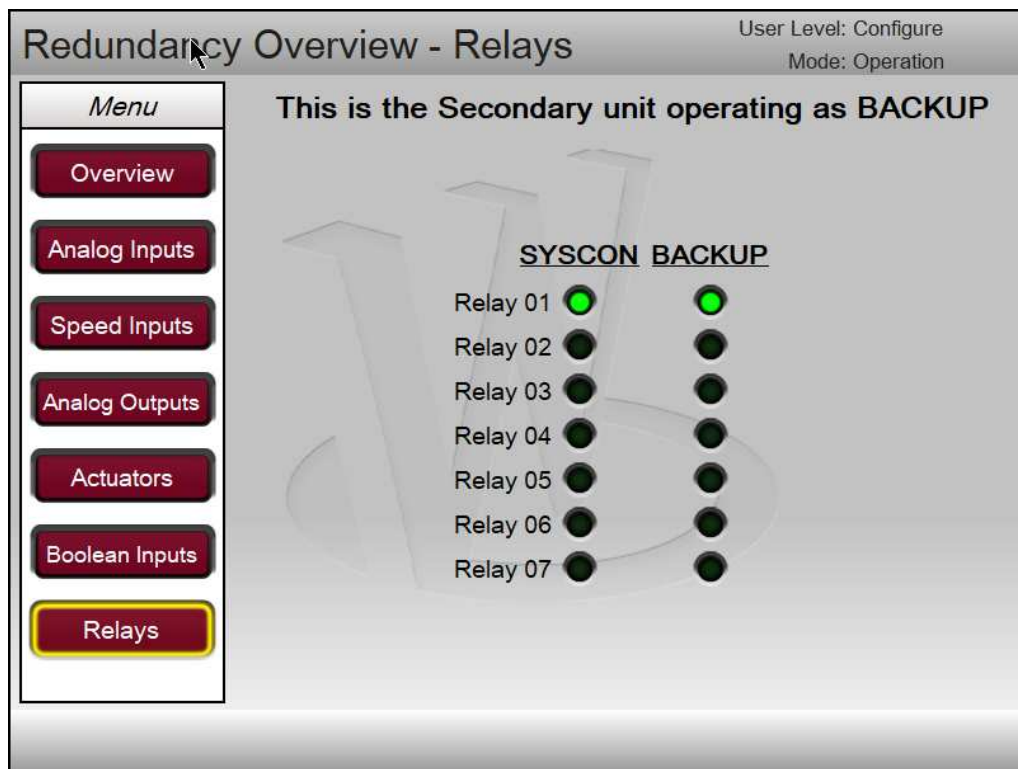 Redundancy Overview - Relays
User Level: Configure
Mode: Operation
Menu
This is the Secondary unit operating as BACKUP
Overview
Analog Inputs
Speed Inputs
Analog Outputs
Actuators
Boolean Inputs
Relays
SYSCON BACKUP
Relay 01
Relay 02
Relay 03
Relay 04
Relay 05
Relay 06
Relay 07